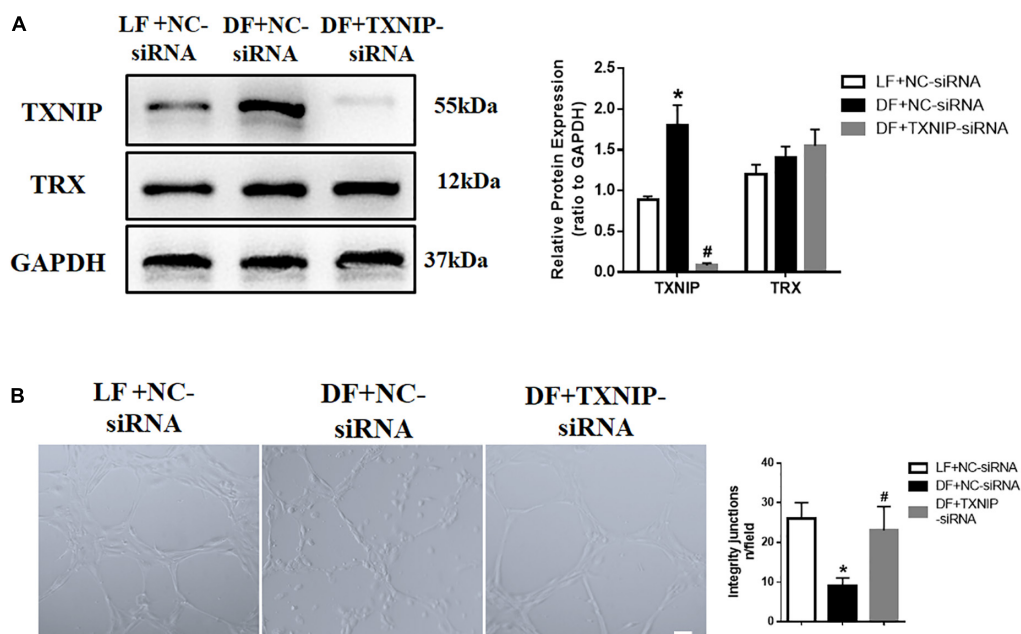 A
LF +NC-
siRNA
DF+NC-
siRNA
DF+TXNIP-
siRNA
TXNIP
55kDa
TRX
12kDa
GAPDH
37kDa
Relative Protein Expression
(ratio to GAPDH)
2.5
2.0
1.5
1.0
0.5
0.0
*
#
TXNIP
TRX
LF+NC-siRNA
DF+NC-siRNA
DF+TXNIP-siRNA
B
LF +NC-
siRNA
DF+NC-
siRNA
DF+TXNIP-
siRNA
Integrity junctions
n/field
40
30
20
10
0
*
#
LF+NC-siRNA
DF+NC-siRNA
DF+TXNIP
-siRNA